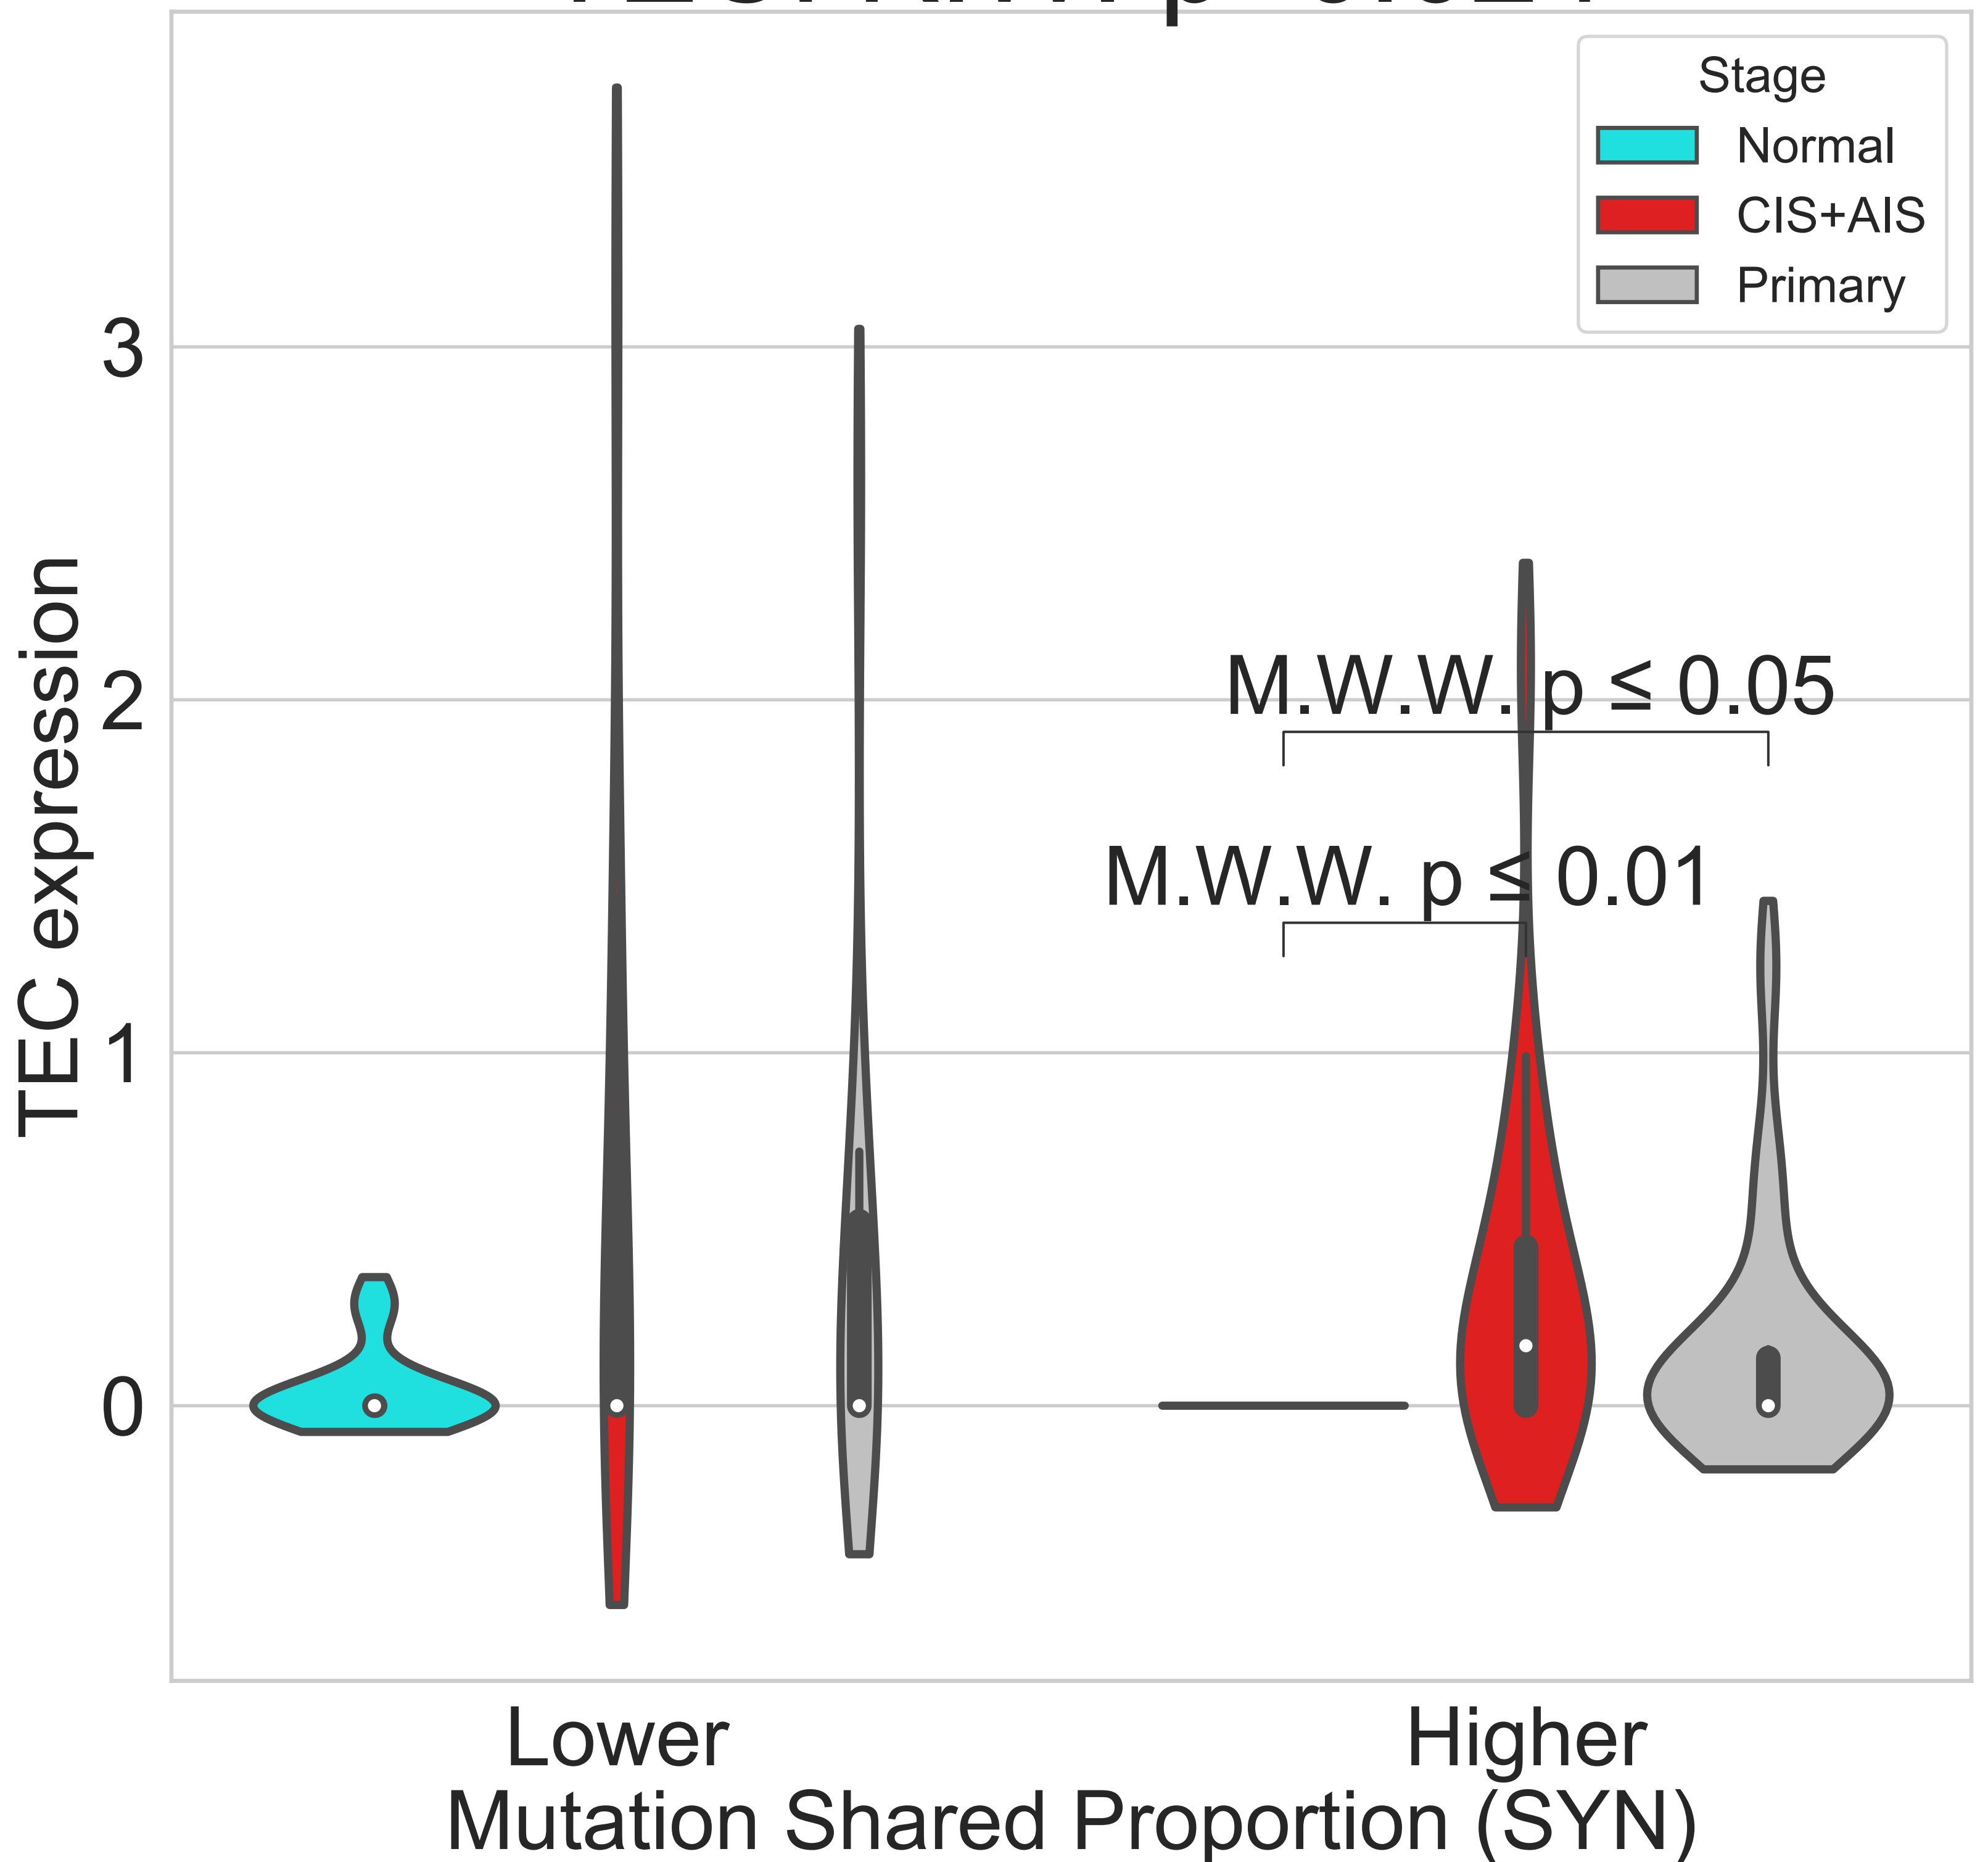 Stage
Normal
CIS+AIS
Primary
3
2
1
0
TEC expression
M.W.W. p ≤ 0.05
M.W.W. p ≤ 0.01
Lower
Higher
Mutation Shared Proportion (SYN)